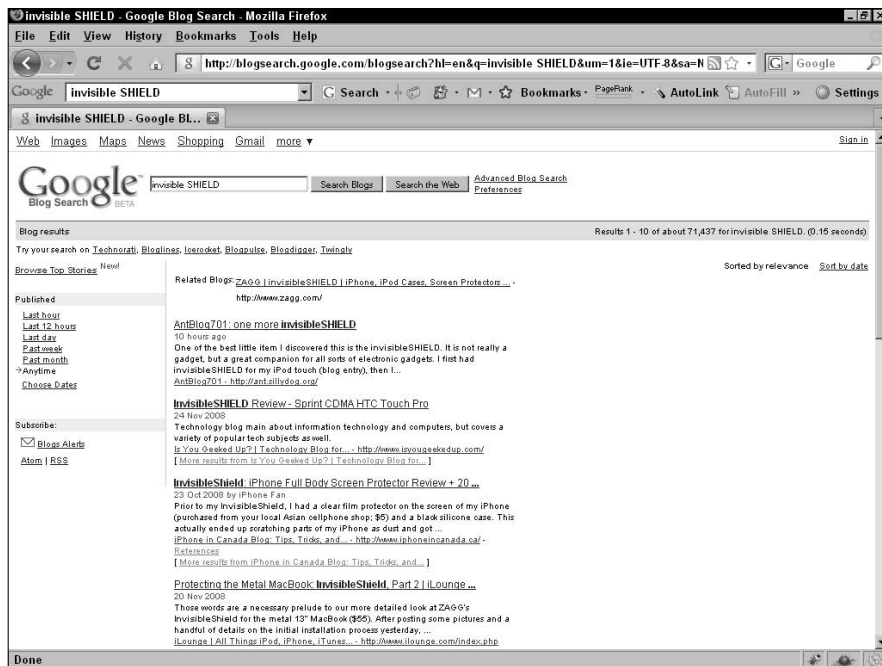 invisible SHIELD - Google Blog Search - Mozilla Firefox
File Edit View History Bookmarks Tools Help
http://blogsearch.google.com/blogsearch?hl=en&q=invisible SHIELD&um=1&ie=UTF-8&sa=N G Google
Google invisible SHIELD G Search Bookmarks PageRank AutoLink AutoFill » Settings
invisible SHIELD - Google Bl...
Web Images Maps News Shopping Gmail more ▼ Sign in
Google Blog Search BETA invisible SHIELD Search Blogs Search the Web Advanced Blog Search
Preferences
Blog results Results 1 - 10 of about 71,437 for invisible SHIELD. (0.15 seconds)
Try your search on Technorati, Bloglines, Icerocket, Blogpulse, Blogdigger, Twingly
Browse Top Stories New! Sorted by relevance Sort by date
Published
Last hour
Last 12 hours
Last day
Past week
Past month
→Anytime
Choose Dates
Subscribe:
Blogs Alerts
Atom | RSS
Related Blogs: ZAGG | invisibleSHIELD | iPhone, iPod Cases, Screen Protectors ... -
http://www.zagg.com/
AntBlog701: one more invisibleSHIELD
10 hours ago
One of the best little item I discovered this is the invisibleSHIELD. It is not really a
gadget, but a great companion for all sorts of electronic gadgets. I first had
invisibleSHIELD for my iPod touch (blog entry), then I...
AntBlog701 - http://ant.sillydog.org/
InvisibleSHIELD Review - Sprint CDMA HTC Touch Pro
24 Nov 2008
Technology blog main about information technology and computers, but covers a
variety of popular tech subjects as well.
Is You Geeked Up? | Technology Blog for... - http://www.isyougeekedup.com/
[ More results from Is You Geeked Up? | Technology Blog for... ]
InvisibleShield: iPhone Full Body Screen Protector Review + 20 ...
23 Oct 2008 by iPhone Fan
Prior to my InvisibleShield, I had a clear film protector on the screen of my iPhone
(purchased from your local Asian cellphone shop; $5) and a black silicone case. This
actually ended up scratching parts of my iPhone as dust and got ...
iPhone in Canada Blog: Tips, Tricks, and... - http://www.iphoneincanada.ca/ -
References
[ More results from iPhone in Canada Blog: Tips, Tricks, and... ]
Protecting the Metal MacBook: InvisibleShield, Part 2 | iLounge ...
20 Nov 2008
Those words are a necessary prelude to our more detailed look at ZAGG's
InvisibleShield for the metal 13" MacBook ($55). After posting some pictures and a
handful of details on the initial installation process yesterday, ...
iLounge | All Things iPod, iPhone, iTunes... - http://www.ilounge.com/index.php
Done